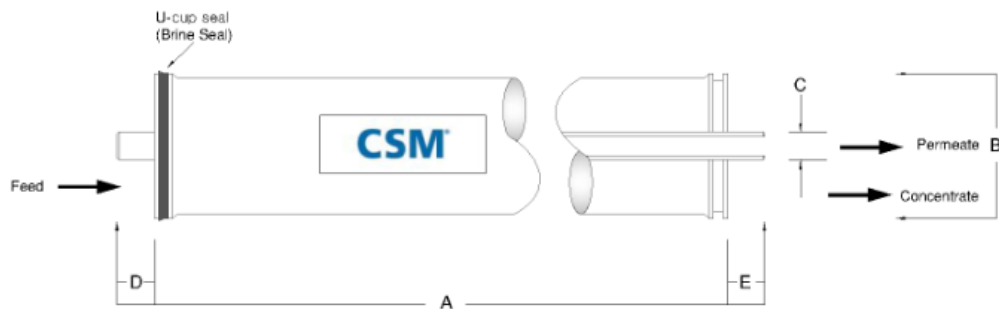 U-cup seal
(Brine Seal)
C
CSM®
Permeate
B
Feed
Concentrate
D
E
A